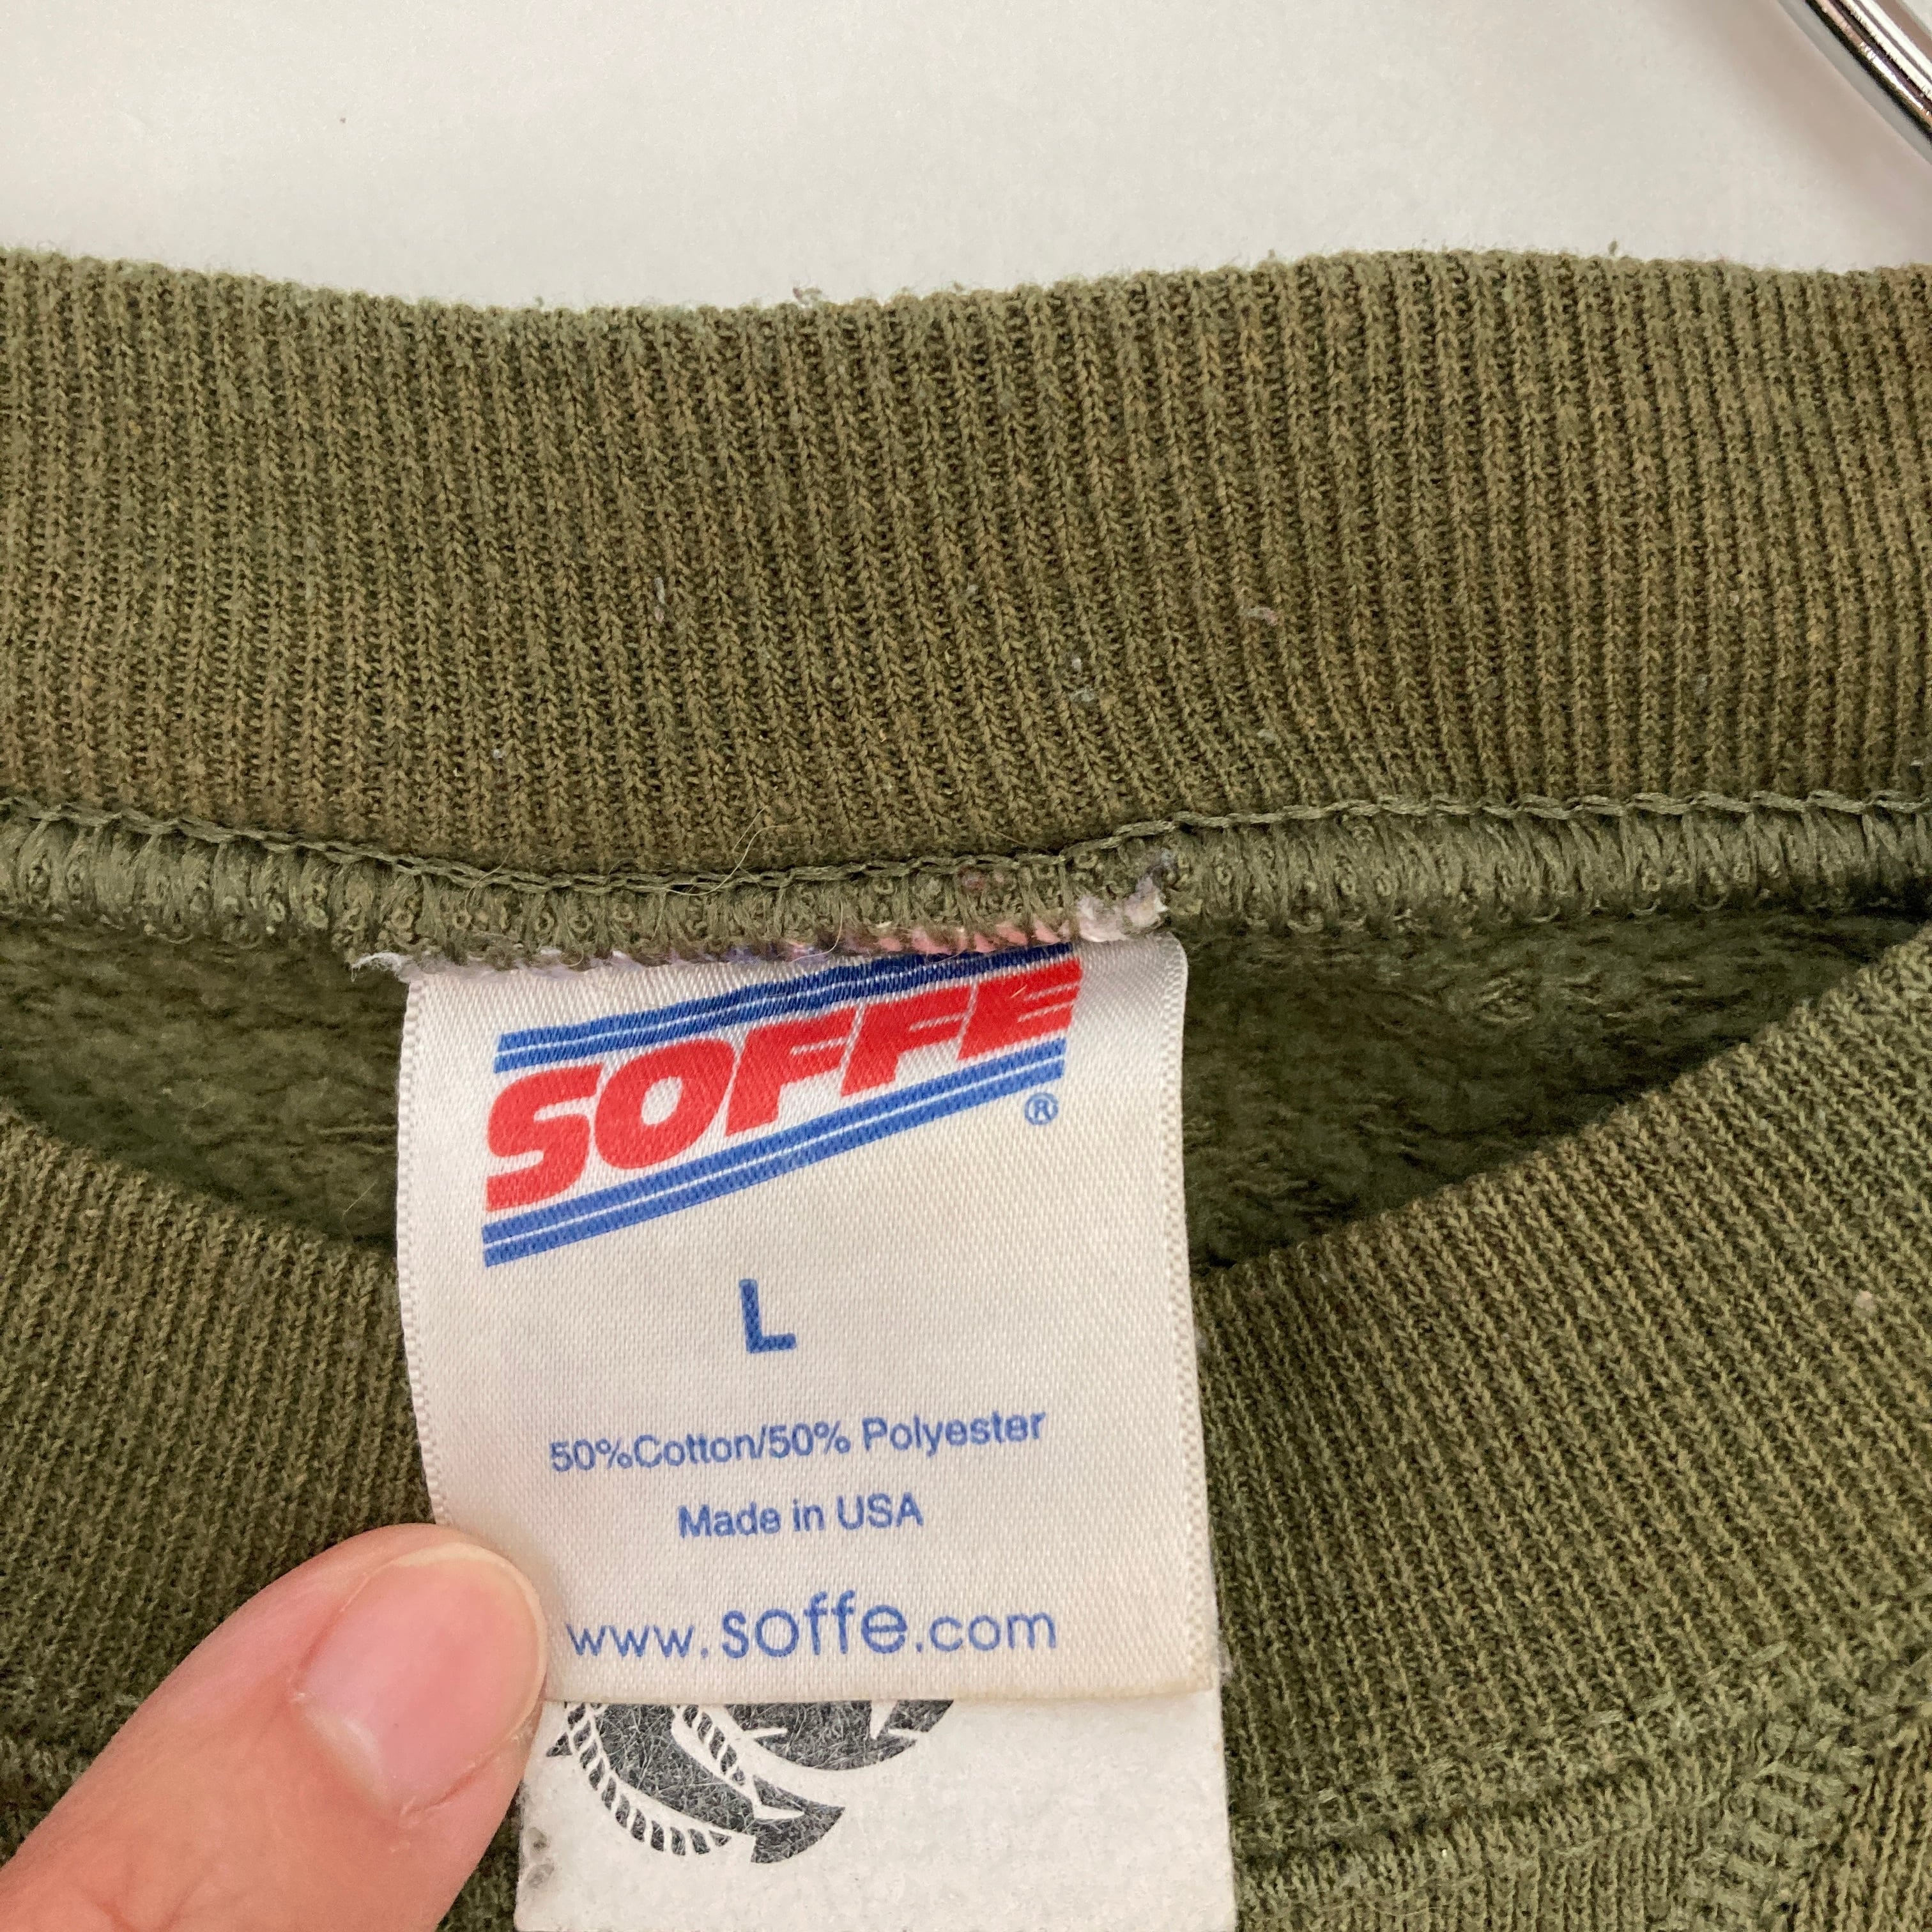 SOFFE
®
L
50%Cotton/50% Polyester
Made in USA
www.soffe.com